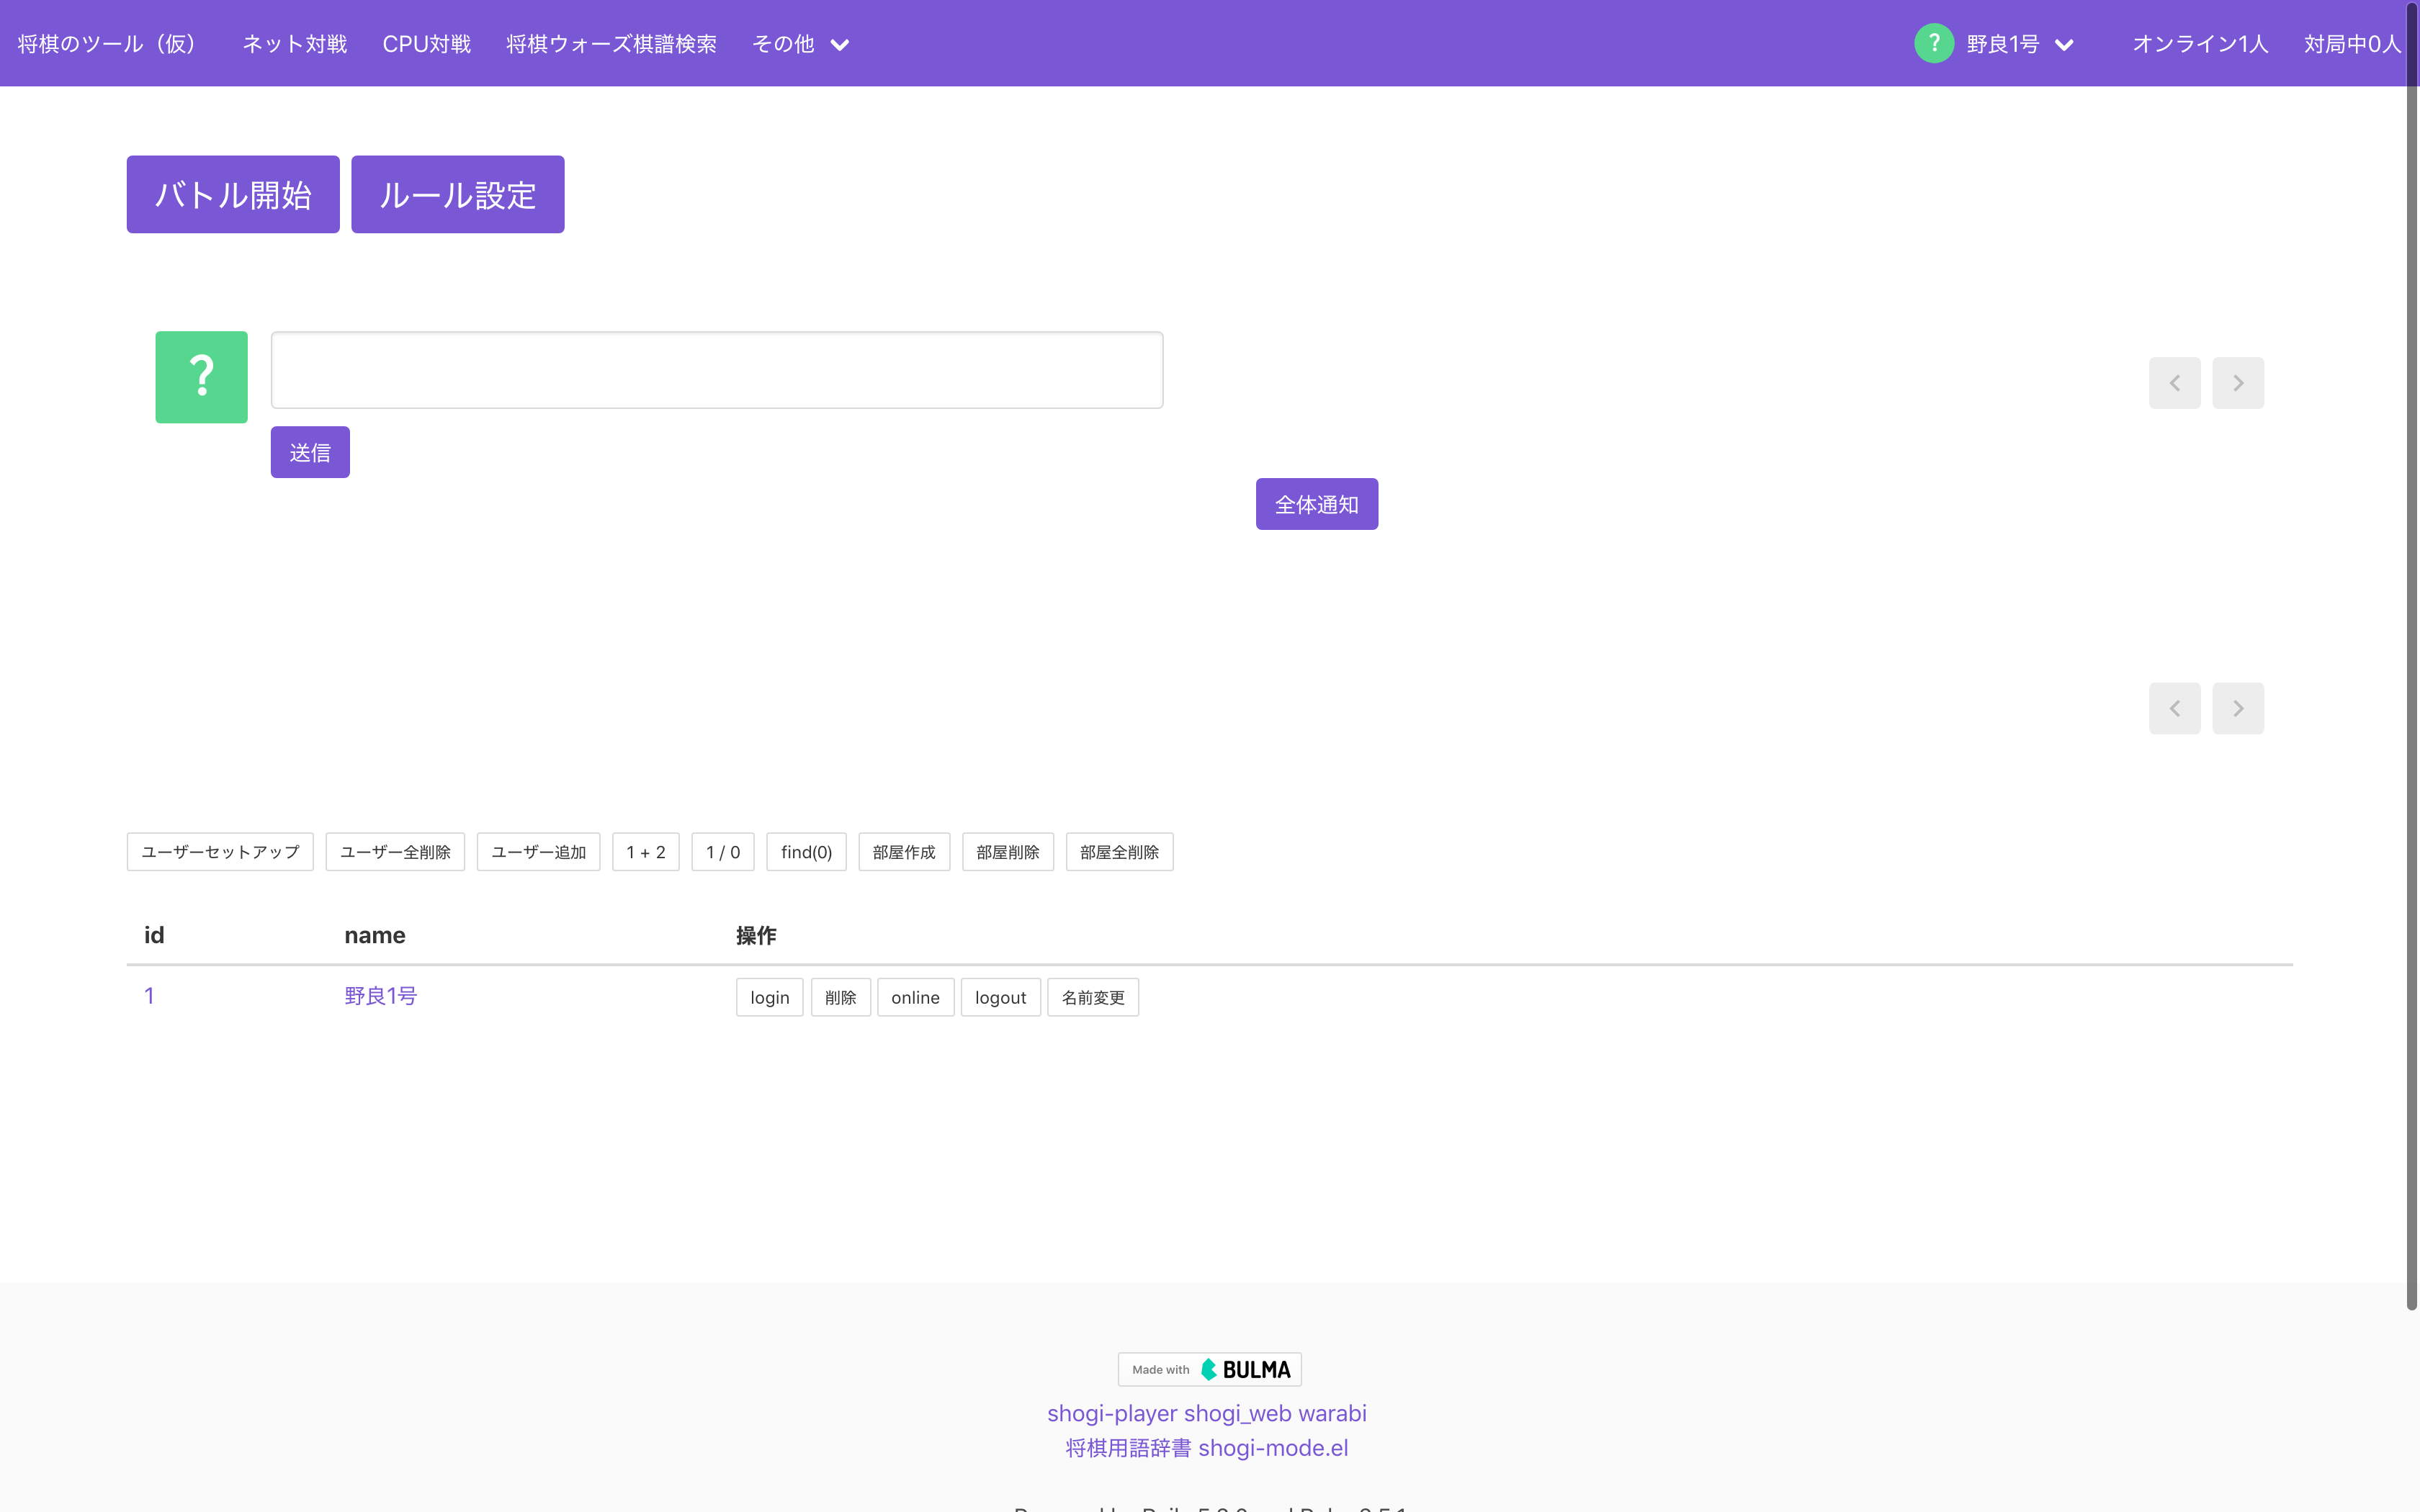 将棋のツール（仮） ネット対戦 CPU対戦 将棋ウォーズ棋譜検索 その他 ? 野良1号 オンライン1人 対局中0人
バトル開始 ルール設定
?
送信
全体通知
ユーザーセットアップ ユーザー全削除 ユーザー追加 1 + 2 1 / 0 find(0) 部屋作成 部屋削除 部屋全削除
id name 操作
1 野良1号 login 削除 online logout 名前変更
Made with BULMA
shogi-player shogi_web warabi
将棋用語辞書 shogi-mode.el